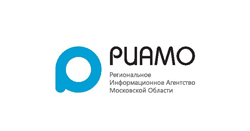 РИАМО
Региональное
Информационное Агентство
Московской Области